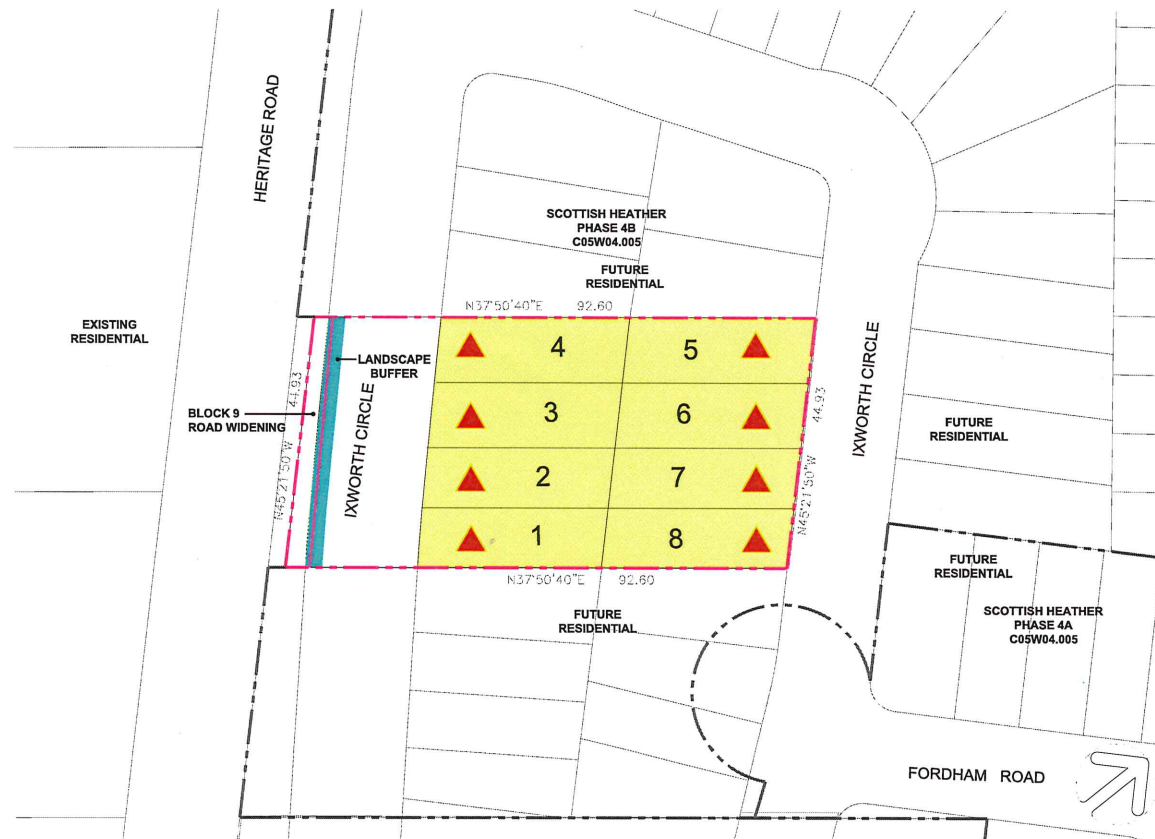 HERITAGE ROAD
SCOTTISH HEATHER
PHASE 4B
C05W04.005
FUTURE
RESIDENTIAL
N37°50'40"E 92.60
EXISTING
RESIDENTIAL
LANDSCAPE
BUFFER
BLOCK 9
ROAD WIDENING
N45°21'50"W 44.93
IXWORTH CIRCLE
4
5
3
6
2
7
1
8
N45°21'50"W 44.93
IXWORTH CIRCLE
FUTURE
RESIDENTIAL
N37°50'40"E 92.60
FUTURE
RESIDENTIAL
FUTURE
RESIDENTIAL
SCOTTISH HEATHER
PHASE 4A
C05W04.005
FORDHAM ROAD